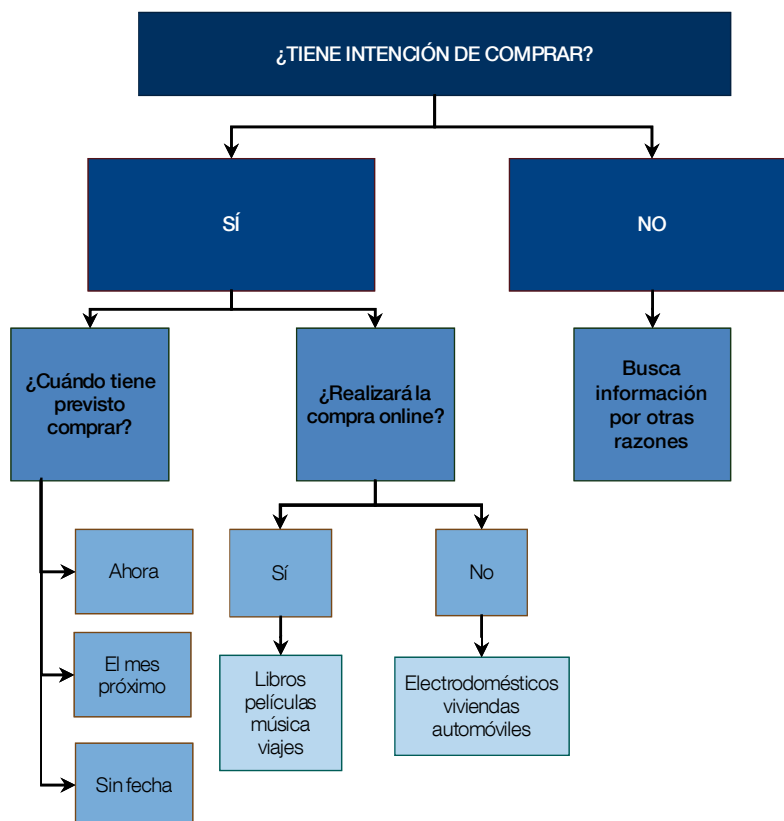 ¿TIENE INTENCIÓN DE COMPRAR?
SÍ
NO
¿Cuándo tiene
previsto
comprar?
¿Realizará la
compra online?
Busca
información
por otras
razones
Ahora
El mes
próximo
Sin fecha
Sí
No
Libros
películas
música
viajes
Electrodomésticos
viviendas
automóviles